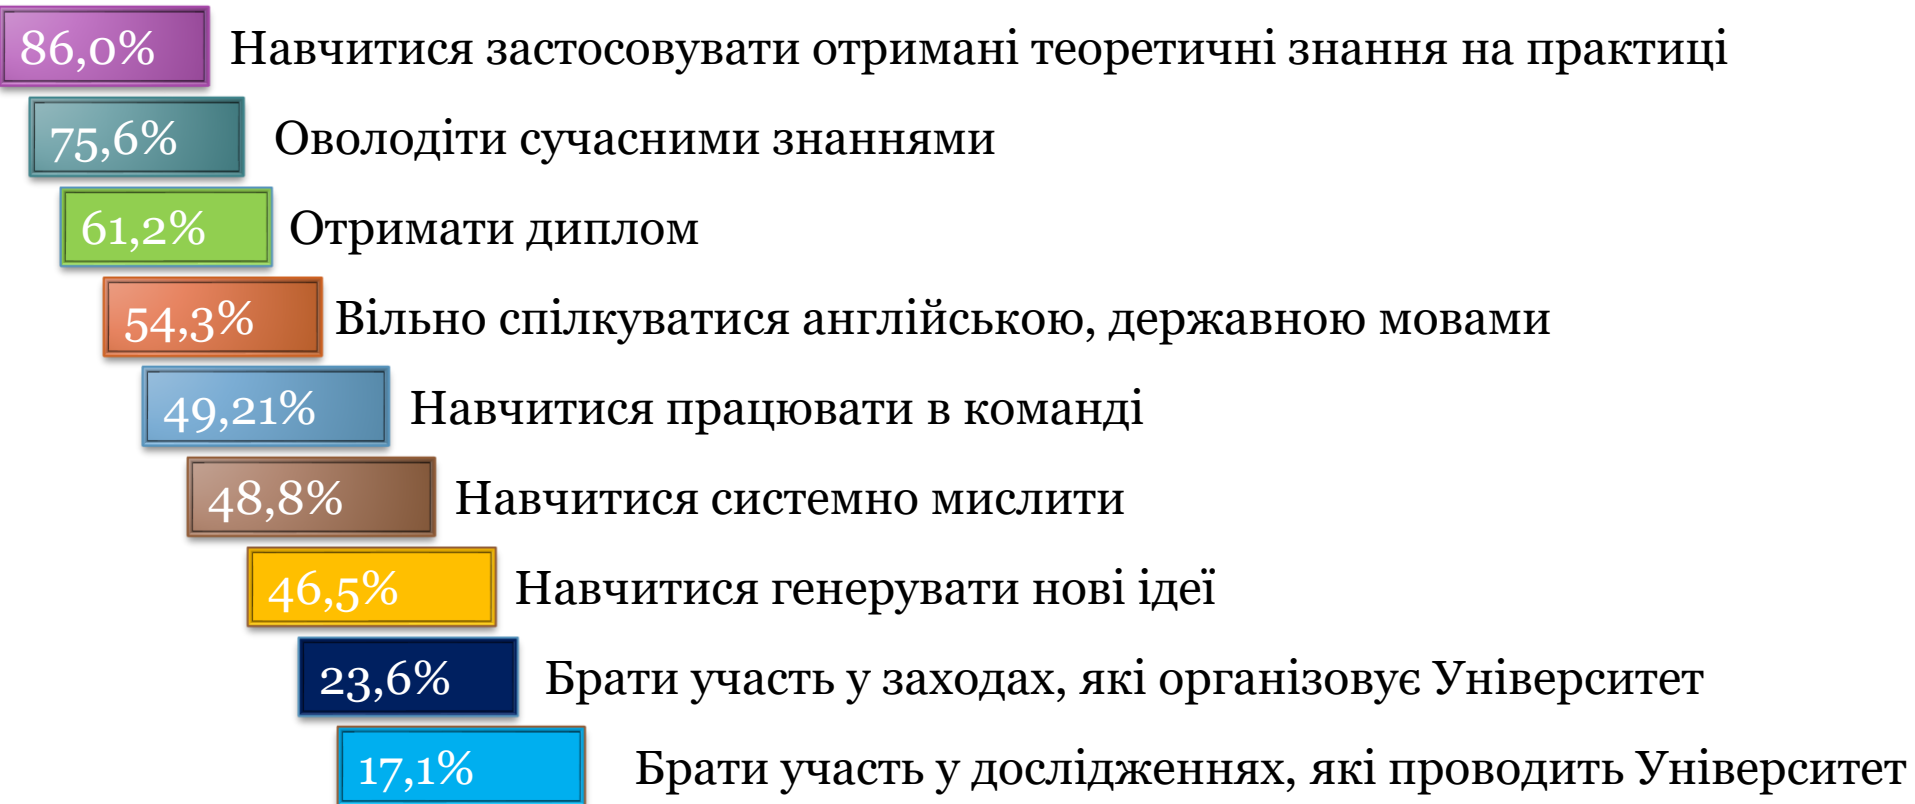 86,0% Навчитися застосовувати отримані теоретичні знання на практиці
75,6% Оволодіти сучасними знаннями
61,2% Отримати диплом
54,3% Вільно спілкуватися англійською, державною мовами
49,21% Навчитися працювати в команді
48,8% Навчитися системно мислити
46,5% Навчитися генерувати нові ідеї
23,6% Брати участь у заходах, які організовує Університет
17,1% Брати участь у дослідженнях, які проводить Університет